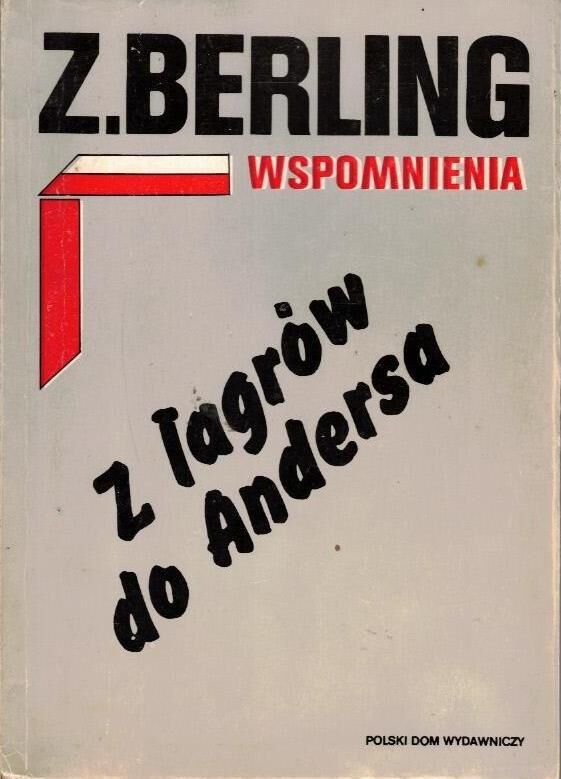 Z.BERLING
WSPOMNIENIA
Z łagrów
do Andersa
POLSKI DOM WYDAWNICZY